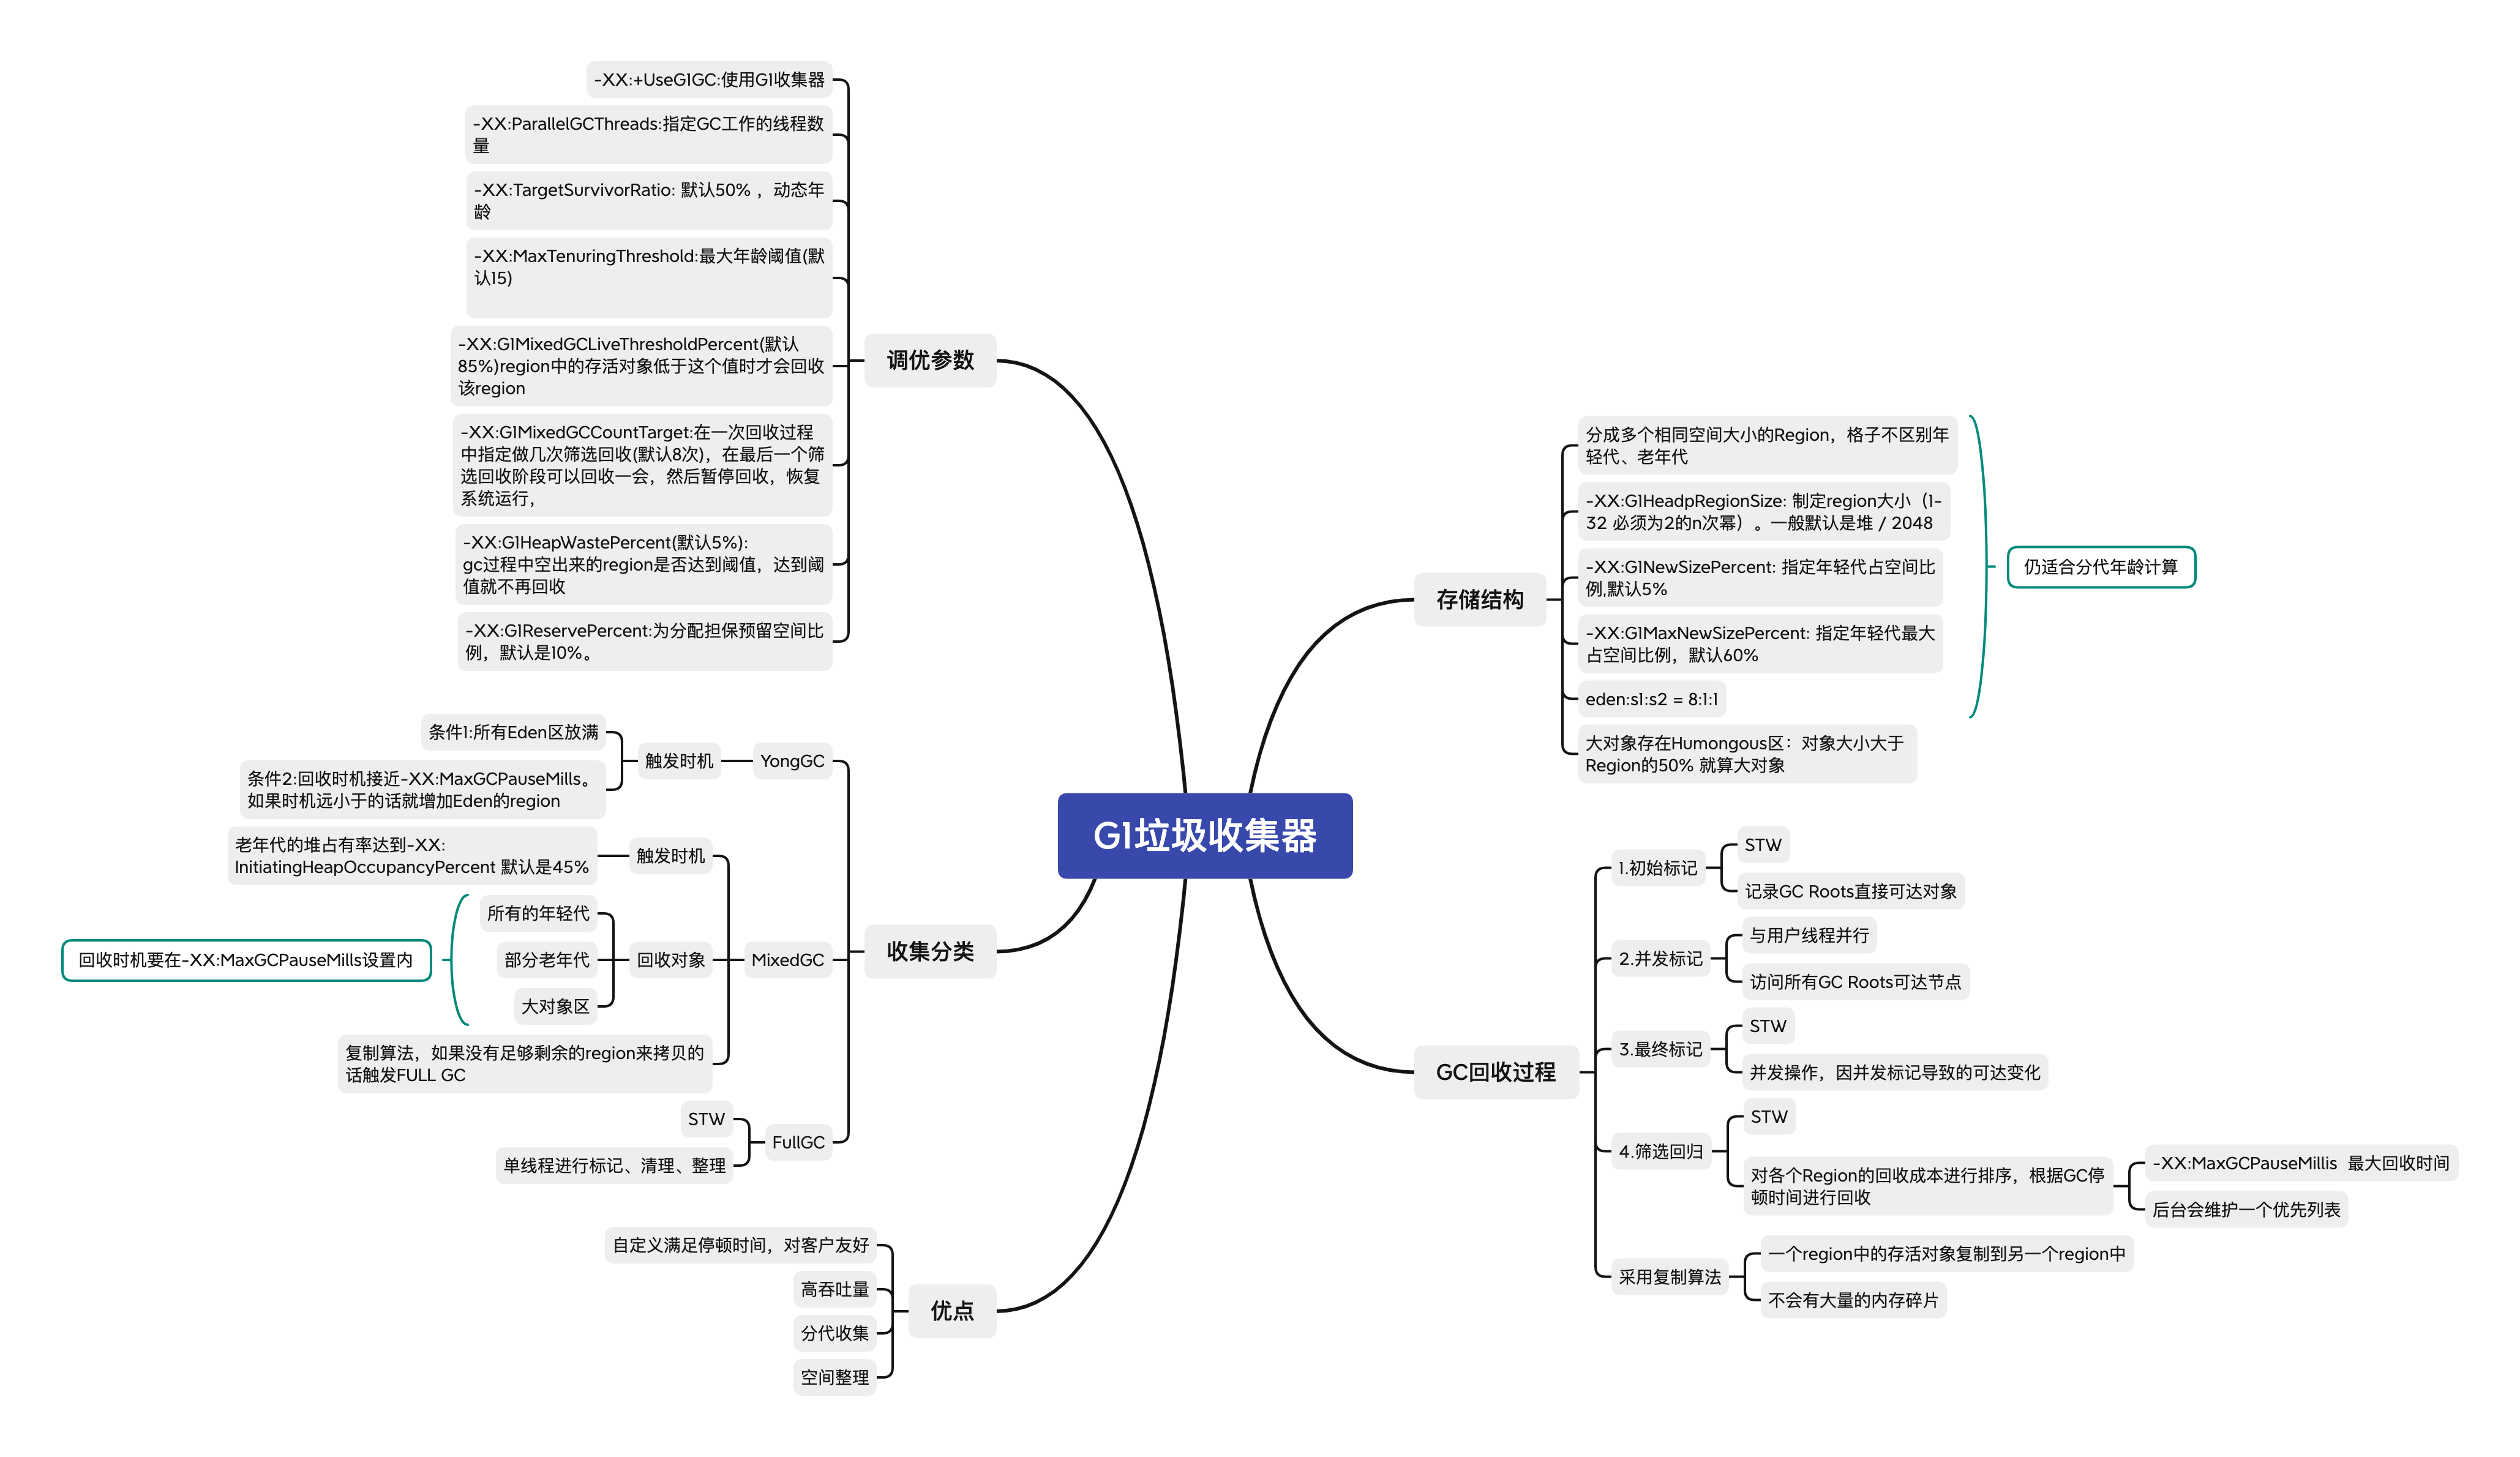 G1垃圾收集器
调优参数
-XX:+UseG1GC:使用G1收集器
-XX:ParallelGCThreads:指定GC工作的线程数
量
-XX:TargetSurvivorRatio: 默认50% ，动态年
龄
-XX:MaxTenuringThreshold:最大年龄阈值(默
认15)
-XX:G1MixedGCLiveThresholdPercent(默认
85%)region中的存活对象低于这个值时才会回收
该region
-XX:G1MixedGCCountTarget:在一次回收过程
中指定做几次筛选回收(默认8次)，在最后一个筛
选回收阶段可以回收一会，然后暂停回收，恢复
系统运行，
-XX:G1HeapWastePercent(默认5%):
gc过程中空出来的region是否达到阈值，达到阈
值就不再回收
-XX:G1ReservePercent:为分配担保预留空间比
例，默认是10%。
收集分类
YongGC
触发时机
条件1:所有Eden区放满
条件2:回收时机接近-XX:MaxGCPauseMills。
如果时机远小于的话就增加Eden的region
MixedGC
触发时机
老年代的堆占有率达到-XX:
InitiatingHeapOccupancyPercent 默认是45%
回收对象
所有的年轻代
部分老年代
大对象区
回收时机要在-XX:MaxGCPauseMills设置内
复制算法，如果没有足够剩余的region来拷贝的
话触发FULL GC
FullGC
STW
单线程进行标记、清理、整理
优点
自定义满足停顿时间，对客户友好
高吞吐量
分代收集
空间整理
存储结构
分成多个相同空间大小的Region，格子不区别年
轻代、老年代
-XX:G1HeadpRegionSize: 制定region大小（1-
32 必须为2的n次幂）。一般默认是堆 / 2048
-XX:G1NewSizePercent: 指定年轻代占空间比
例,默认5%
-XX:G1MaxNewSizePercent: 指定年轻代最大
占空间比例，默认60%
eden:s1:s2 = 8:1:1
仍适合分代年龄计算
大对象存在Humongous区：对象大小大于
Region的50% 就算大对象
GC回收过程
1.初始标记
STW
记录GC Roots直接可达对象
2.并发标记
与用户线程并行
访问所有GC Roots可达节点
3.最终标记
STW
并发操作，因并发标记导致的可达变化
4.筛选回归
STW
对各个Region的回收成本进行排序，根据GC停
顿时间进行回收
-XX:MaxGCPauseMillis 最大回收时间
后台会维护一个优先列表
采用复制算法
一个region中的存活对象复制到另一个region中
不会有大量的内存碎片